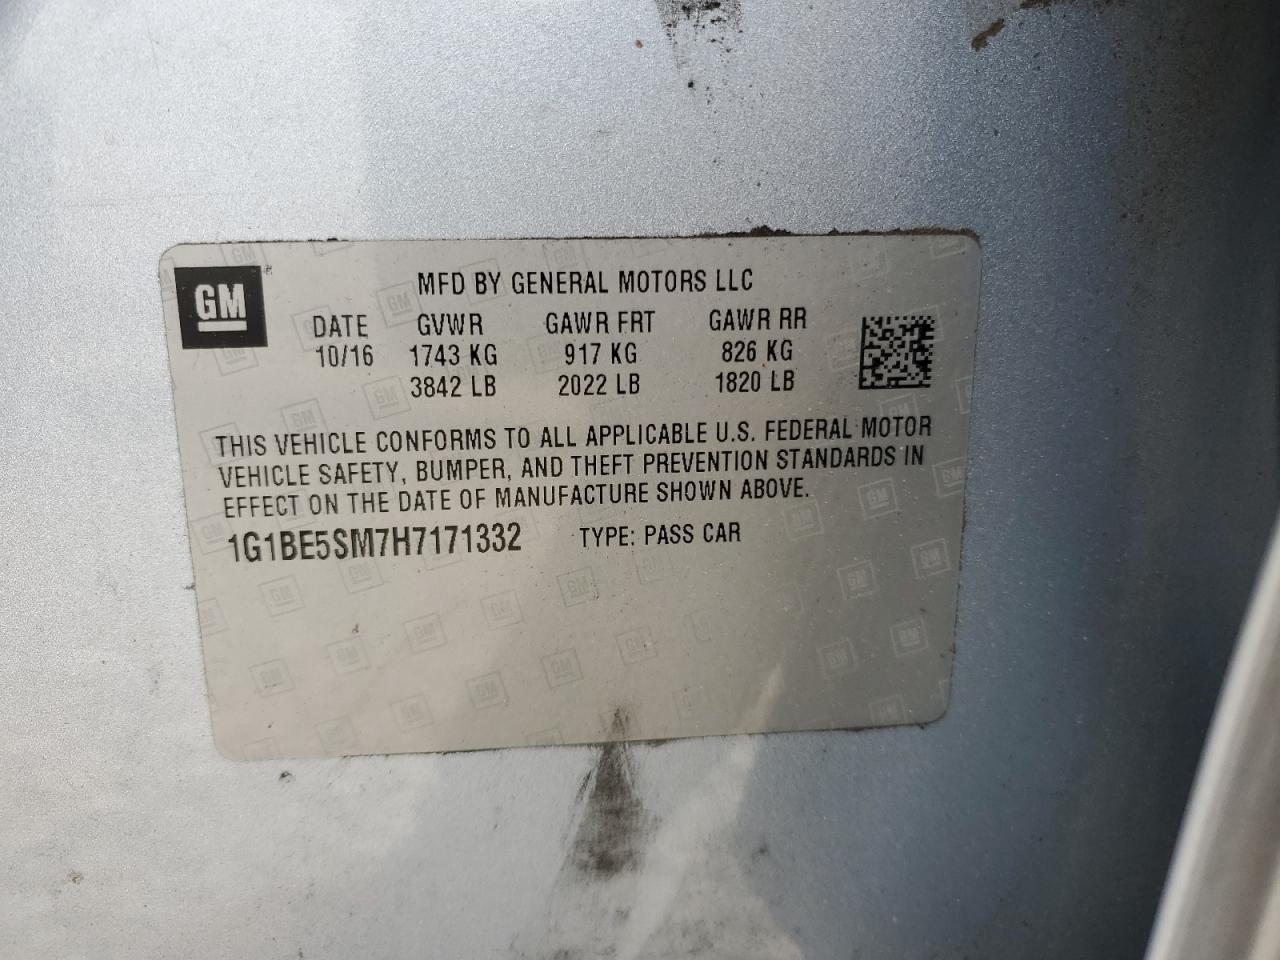 GM
MFD BY GENERAL MOTORS LLC
DATE GVWR GAWR FRT GAWR RR
10/16 1743 KG 917 KG 826 KG
3842 LB 2022 LB 1820 LB
THIS VEHICLE CONFORMS TO ALL APPLICABLE U.S. FEDERAL MOTOR
VEHICLE SAFETY, BUMPER, AND THEFT PREVENTION STANDARDS IN
EFFECT ON THE DATE OF MANUFACTURE SHOWN ABOVE.
1G1BE5SM7H7171332 TYPE: PASS CAR